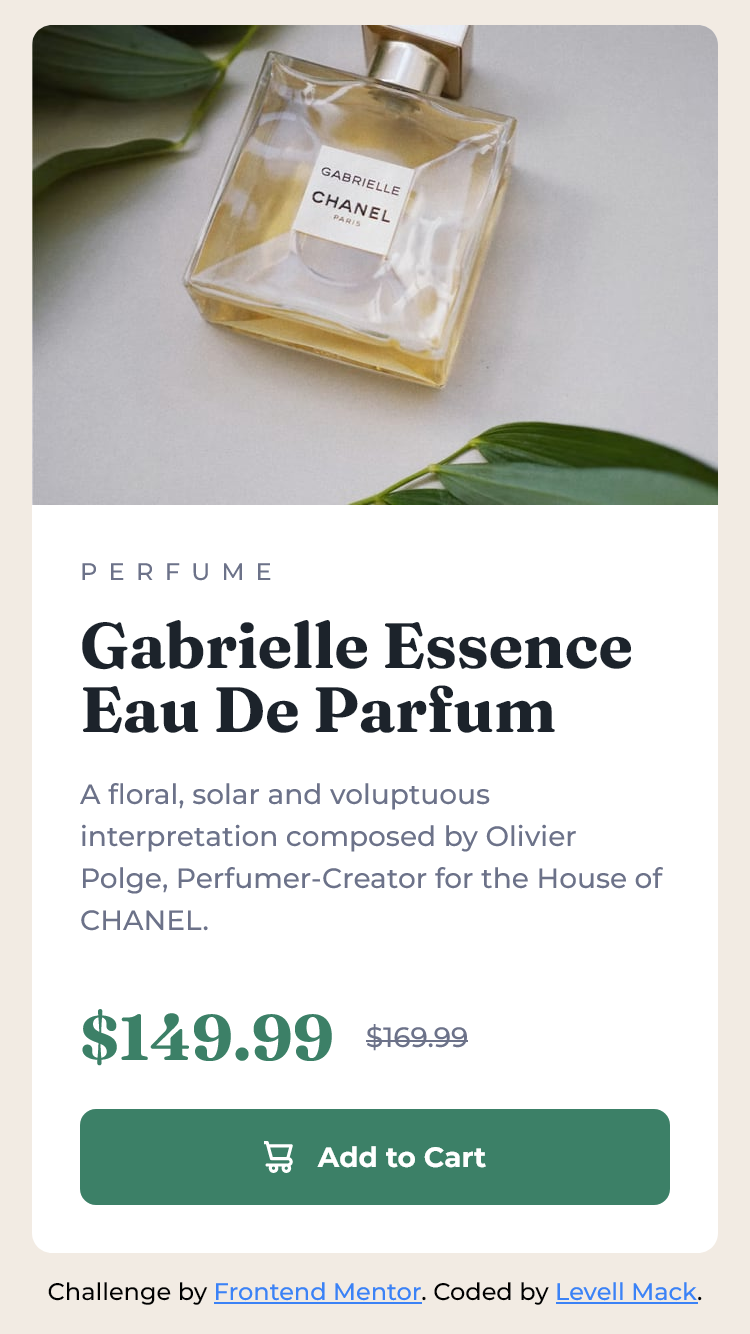 GABRIELLE
CHANEL
PARIS
PERFUME
Gabrielle Essence
Eau De Parfum
A floral, solar and voluptuous
interpretation composed by Olivier
Polge, Perfumer-Creator for the House of
CHANEL.
$149.99 $169.99
Add to Cart
Challenge by Frontend Mentor. Coded by Levell Mack.